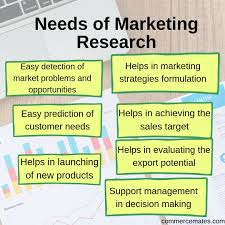 Needs of Marketing
Research
Easy detection of
market problems and
opportunities
Helps in marketing
strategies formulation
Easy prediction of
customer needs
Helps in achieving the
sales target
Helps in launching
of new products
Helps in evaluating the
export potential
Support management
in decision making
commercemates.com